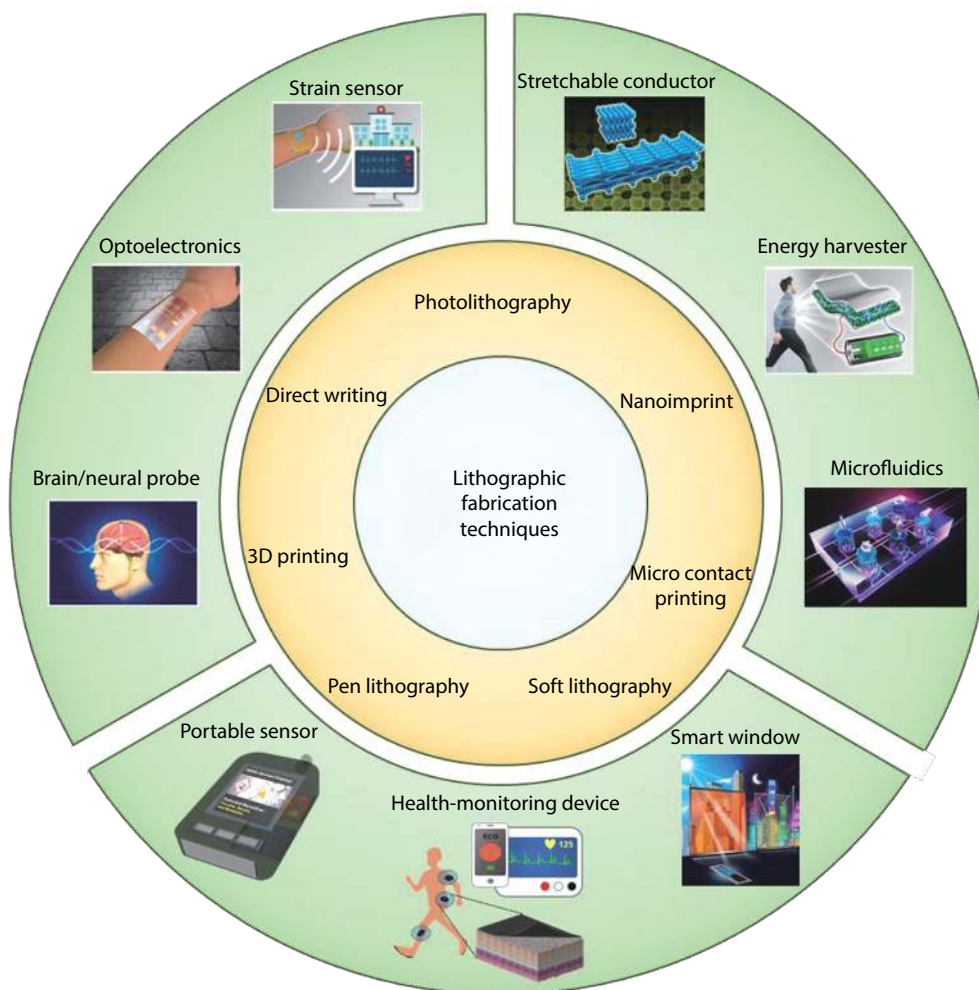 Strain sensor
Stretchable conductor
Optoelectronics
Energy harvester
Photolithography
Direct writing
Nanoimprint
Brain/neural probe
Lithographic
fabrication
techniques
Microfluidics
3D printing
Micro contact
printing
Pen lithography
Soft lithography
Portable sensor
Smart window
Health-monitoring device
ECG
125